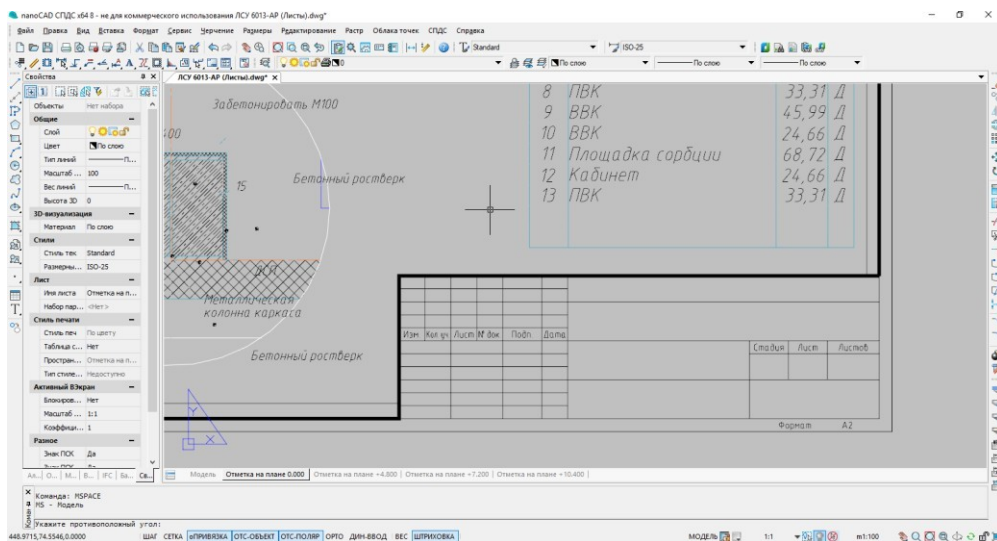 nanoCAD СПДС x64 8 - не для коммерческого использования ЛСУ 6013-АР (Листы).dwg*
Файл Правка Вид Вставка Формат Сервис Черчение Размеры Редактирование Растр Облака точек СПДС Справка
Standard
ISO-25
По слою
По слою
По слою
Свойства
ЛСУ 6013-АР (Листы).dwg*
Объекты Нет набора
Общие
Слой 0
Цвет По слою
Тип линий П...
Масштаб ... 100
Вес линий П...
Высота 3D 0
3D-визуализация
Материал По слою
Стили
Стиль тек Standard
Размерны... ISO-25
Лист
Имя листа Отметка на п...
Набор пар... <Нет>
Стиль печати
Стиль печ По цвету
Таблица с... Нет
Простран... Отметка на п...
Тип стиле... Недоступно
Активный ВЭкран
Блокиров... Нет
Масштаб ... 1:1
Коэффици... 1
Разное
Знак ПСК Да
Ал... О... М... В... IFC Ба... Св...
Забетонировать М100
15
Бетонный ростверк
ДСП
Металлическая
колонна каркаса
Бетонный ростверк
8 ПВК 33,31 Д
9 ВВК 45,99 Д
10 ВВК 24,66 Д
11 Площадка сорбции 68,72 Д
12 Кабинет 24,66 Д
13 ПВК 33,31 Д
Изм Кол уч Лист № док Подп Дата
Стадия Лист Листов
Формат А2
Y
X
Модель Отметка на плане 0.000 Отметка на плане +4.800 Отметка на плане +7.200 Отметка на плане +10.400
Команда: MSPACE
MS - Модель
Укажите противоположный угол:
448.9715,74.5546,0.0000 ШАГ СЕТКА оПРИВЯЗКА ОТС-ОБЪЕКТ ОТС-ПОЛЯР ОРТО ДИН-ВВОД ВЕС ШТРИХОВКА МОДЕЛЬ 1:1 m1:100